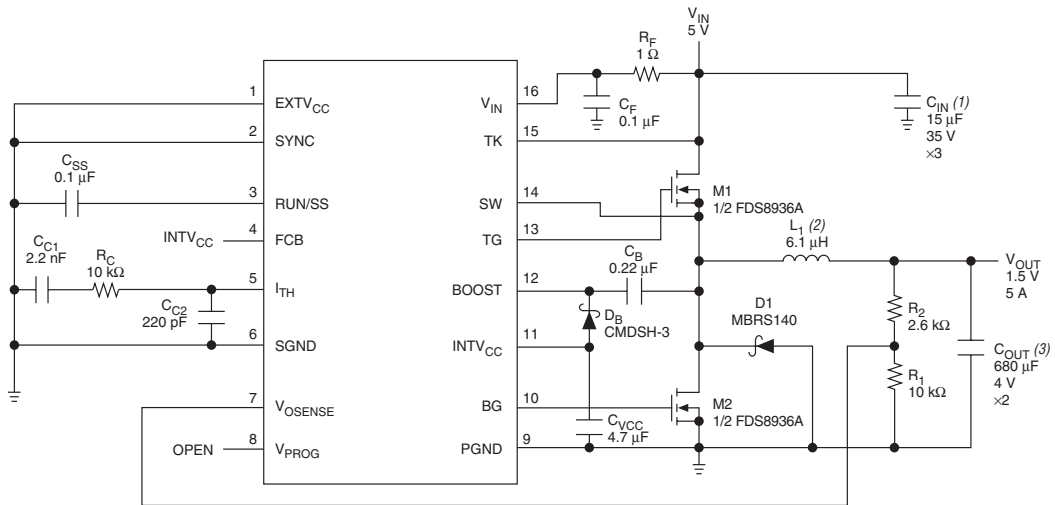 V_IN
5 V
R_F
1 Ω
C_F
0.1 µF
C_IN (1)
15 µF
35 V
×3
1
EXTV_CC
V_IN
16
2
SYNC
TK
15
C_SS
0.1 µF
3
RUN/SS
SW
14
M1
1/2 FDS8936A
INTV_CC
4
FCB
TG
13
L_1 (2)
6.1 µH
V_OUT
1.5 V
5 A
C_C1
2.2 nF
R_C
10 kΩ
5
I_TH
BOOST
12
C_B
0.22 µF
C_C2
220 pF
D_B
CMDSH-3
D1
MBRS140
R_2
2.6 kΩ
6
SGND
INTV_CC
11
C_OUT (3)
680 µF
4 V
×2
R_1
10 kΩ
7
V_OSENSE
BG
10
M2
1/2 FDS8936A
C_VCC
4.7 µF
OPEN
8
V_PROG
PGND
9